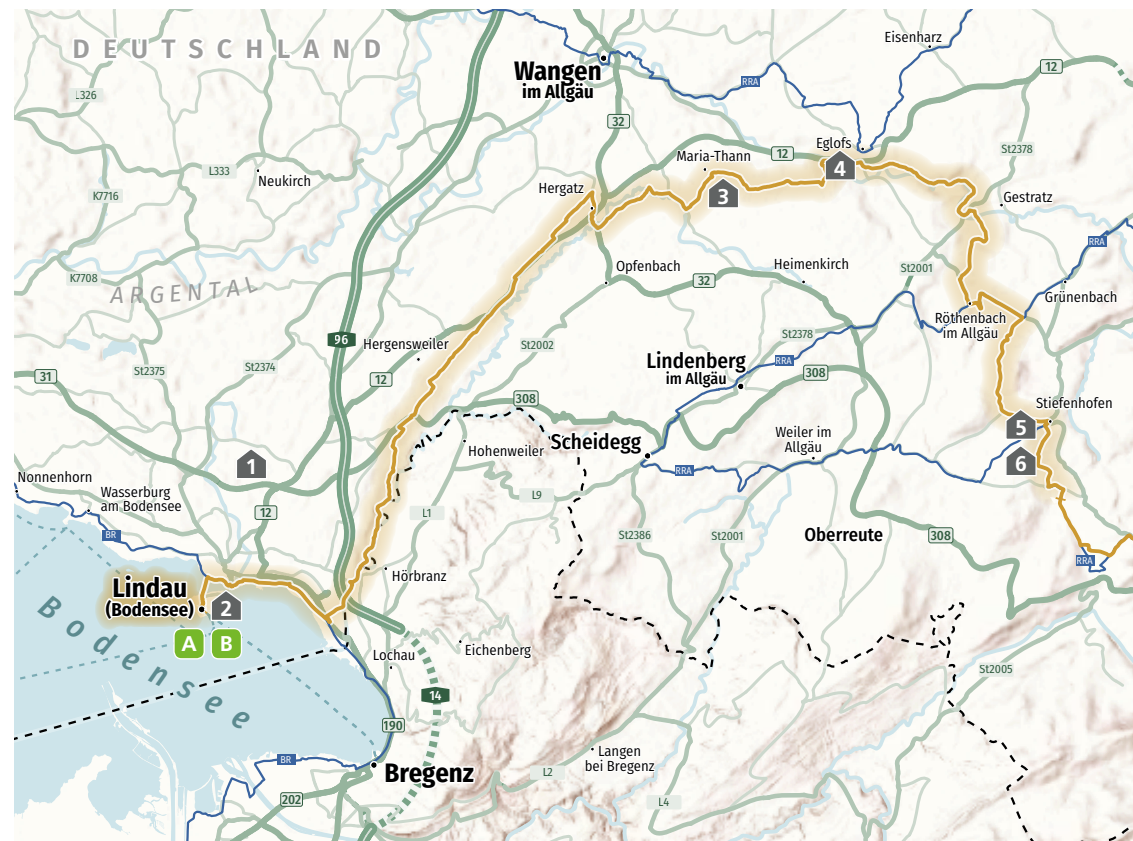 DEUTSCHLAND
Eisenharz
Wangen
im Allgäu
12
RRA
L326
32
Eglofs
12
Maria-Thann
St2378
L333
Neukirch
4
K7716
Hergatz
3
Gestratz
RRA
Opfenbach
Heimenkirch
St2001
K7708
ARGENTAL
32
Grünenbach
Röthenbach
im Allgäu
96
Hergensweiler
St2002
St2378
Lindenberg
im Allgäu
RRA
St2375
St2374
31
12
308
308
Stiefenhofen
5
Scheidegg
Weiler im
Allgäu
Hohenweiler
1
6
RRA
Nonnenhorn
Wasserburg
am Bodensee
L9
12
L1
BR
St2386
St2001
Oberreute
308
RRA
Hörbranz
Lindau
(Bodensee)
2
A
B
Bodensee
Lochau
Eichenberg
St2005
14
190
Langen
bei Bregenz
BR
Bregenz
L2
202
L4